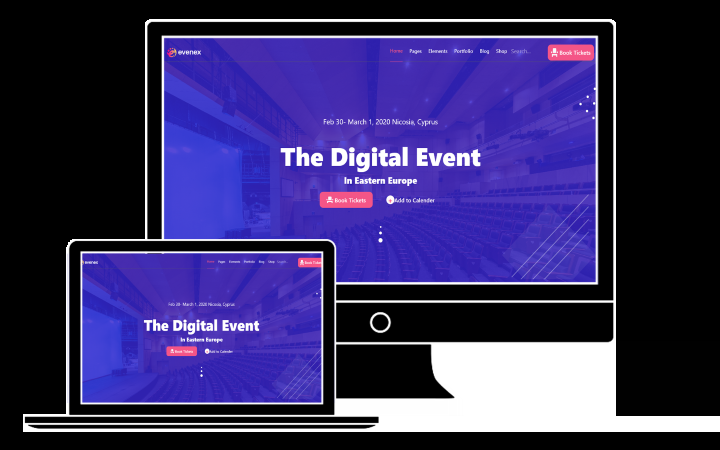 evenex Home Pages Elements Portfolio Blog Shop Search... Book Tickets
Feb 30- March 1, 2020 Nicosia, Cyprus
The Digital Event
In Eastern Europe
Book Tickets Add to Calender
evenex Home Pages Elements Portfolio Blog Shop Search... Book Tickets
Feb 30- March 1, 2020 Nicosia, Cyprus
The Digital Event
In Eastern Europe
Book Tickets Add to Calender